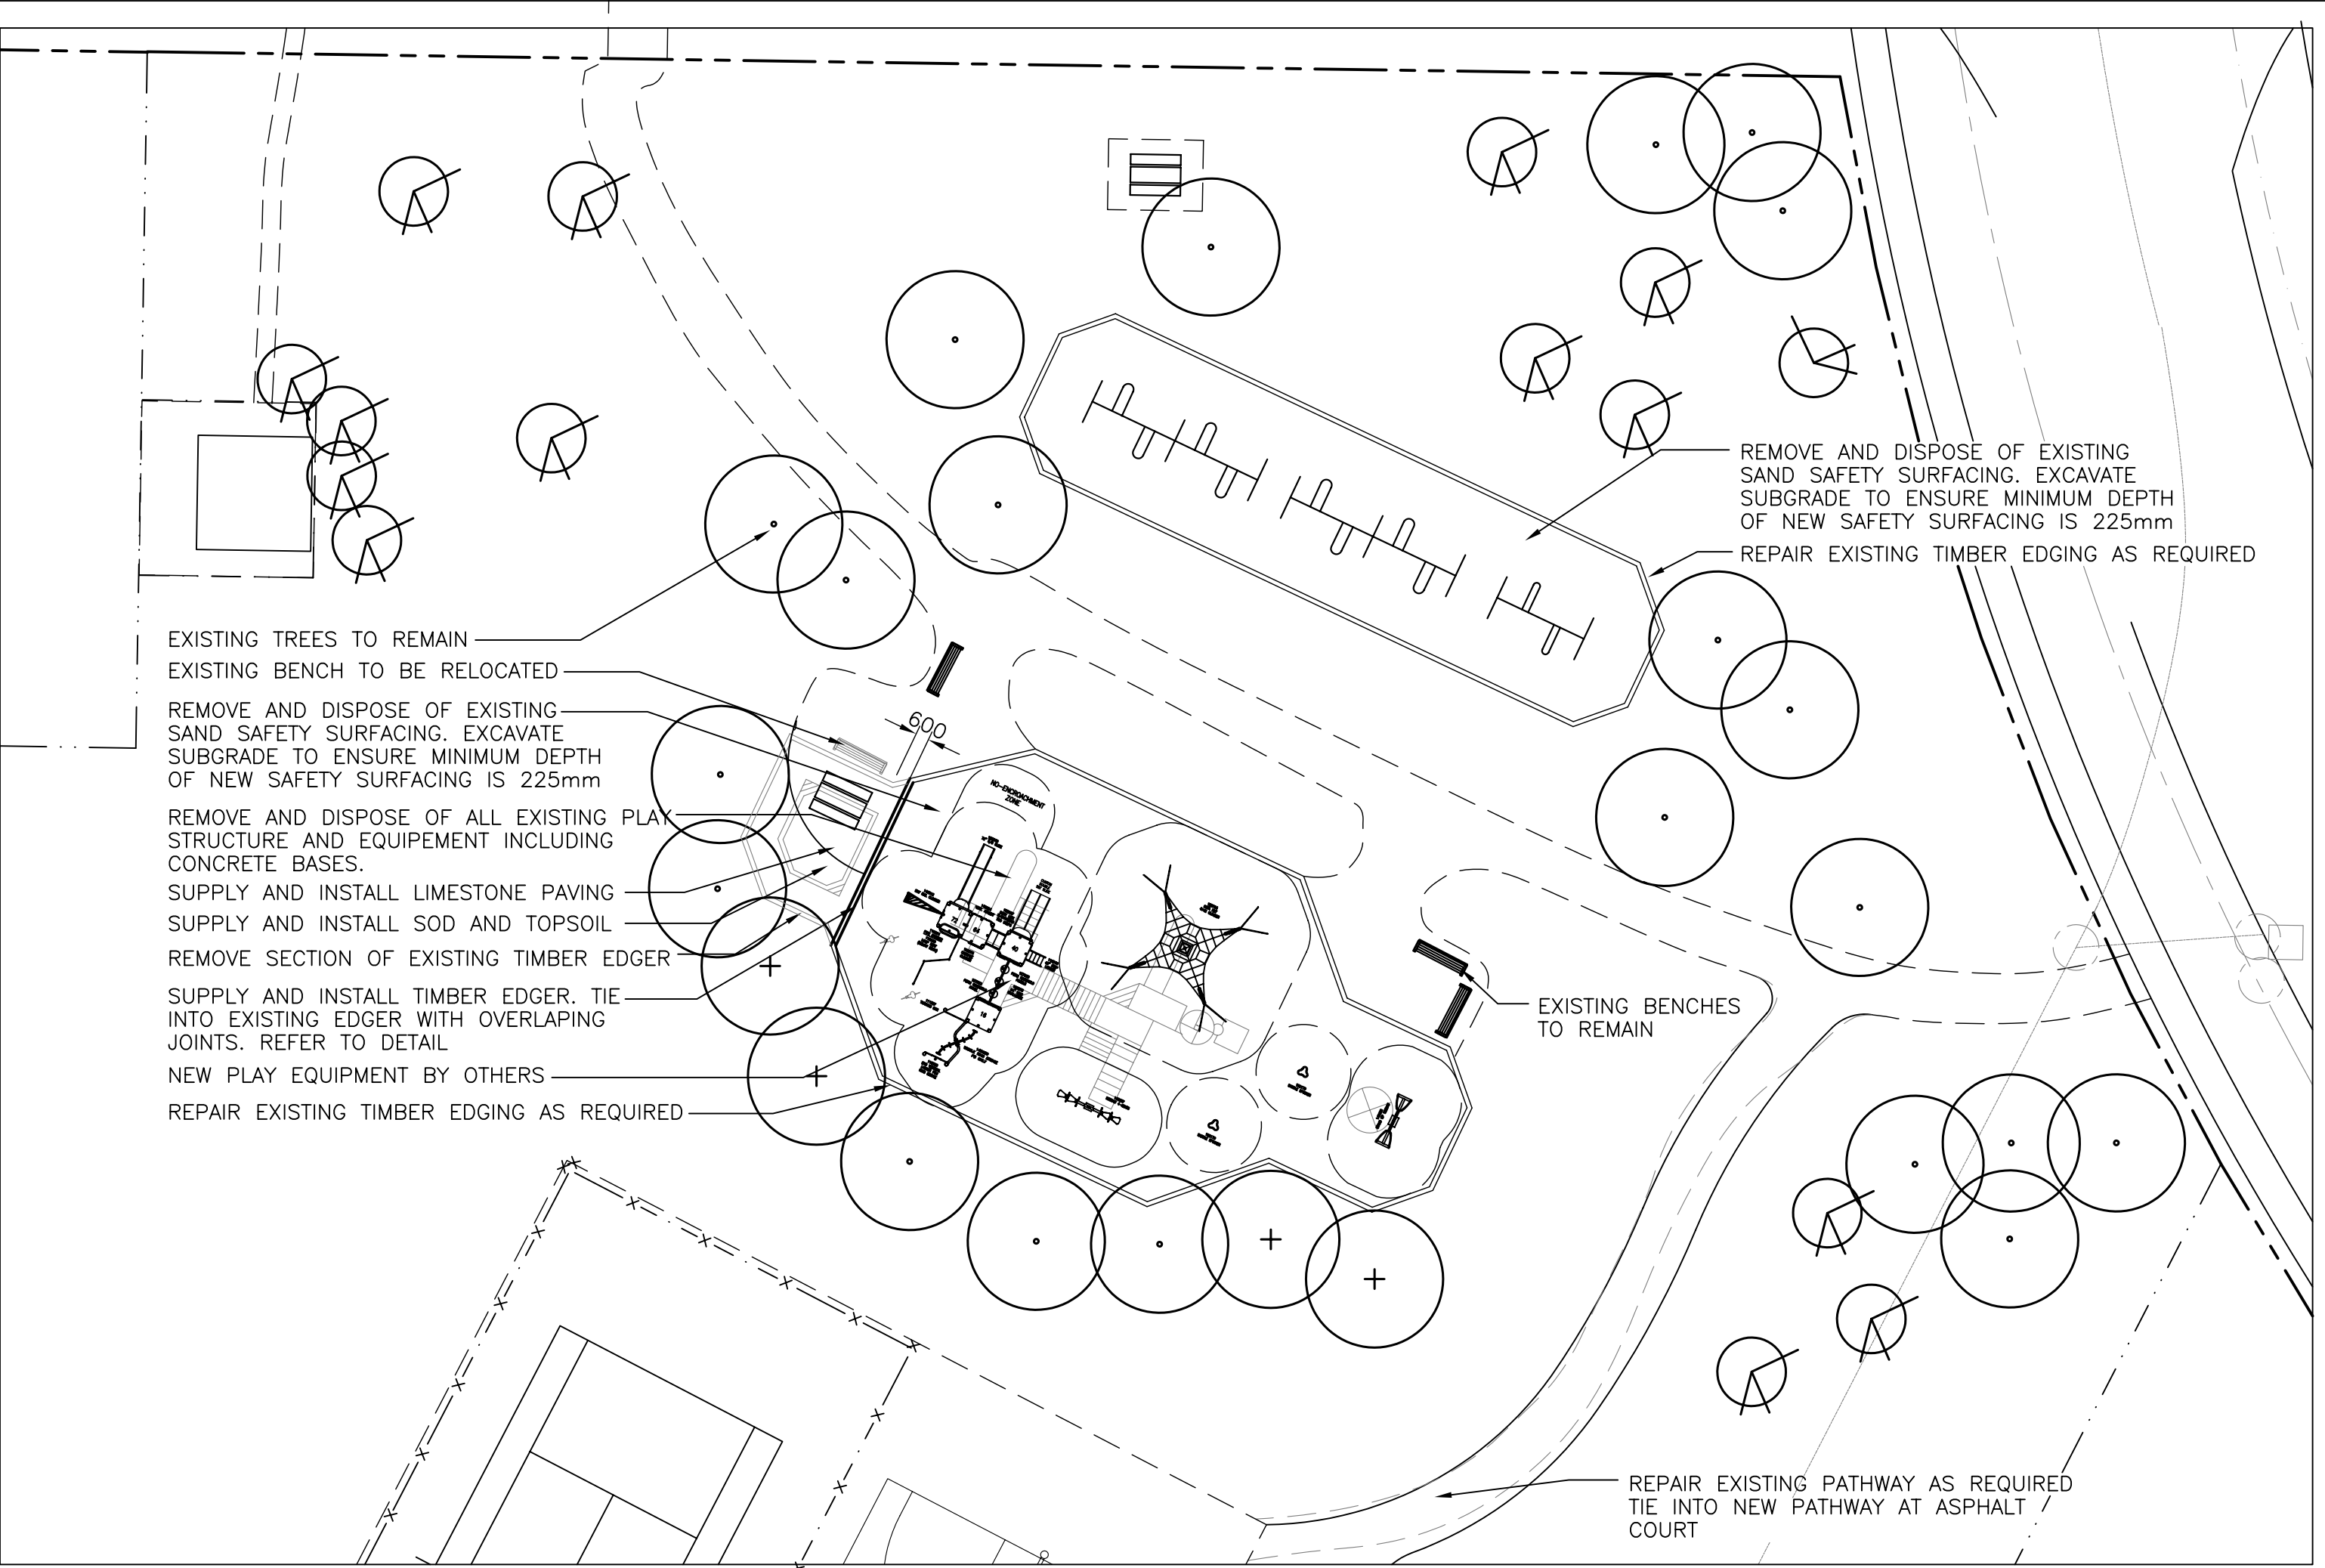 REMOVE AND DISPOSE OF EXISTING
SAND SAFETY SURFACING. EXCAVATE
SUBGRADE TO ENSURE MINIMUM DEPTH
OF NEW SAFETY SURFACING IS 225mm
REPAIR EXISTING TIMBER EDGING AS REQUIRED
EXISTING TREES TO REMAIN
EXISTING BENCH TO BE RELOCATED
REMOVE AND DISPOSE OF EXISTING
SAND SAFETY SURFACING. EXCAVATE
SUBGRADE TO ENSURE MINIMUM DEPTH
OF NEW SAFETY SURFACING IS 225mm
REMOVE AND DISPOSE OF ALL EXISTING PLAY
STRUCTURE AND EQUIPEMENT INCLUDING
CONCRETE BASES.
SUPPLY AND INSTALL LIMESTONE PAVING
SUPPLY AND INSTALL SOD AND TOPSOIL
REMOVE SECTION OF EXISTING TIMBER EDGER
SUPPLY AND INSTALL TIMBER EDGER. TIE
INTO EXISTING EDGER WITH OVERLAPING
JOINTS. REFER TO DETAIL
NEW PLAY EQUIPMENT BY OTHERS
REPAIR EXISTING TIMBER EDGING AS REQUIRED
600
NO-ENCROACHMENT
ZONE
EXISTING BENCHES
TO REMAIN
REPAIR EXISTING PATHWAY AS REQUIRED
TIE INTO NEW PATHWAY AT ASPHALT
COURT